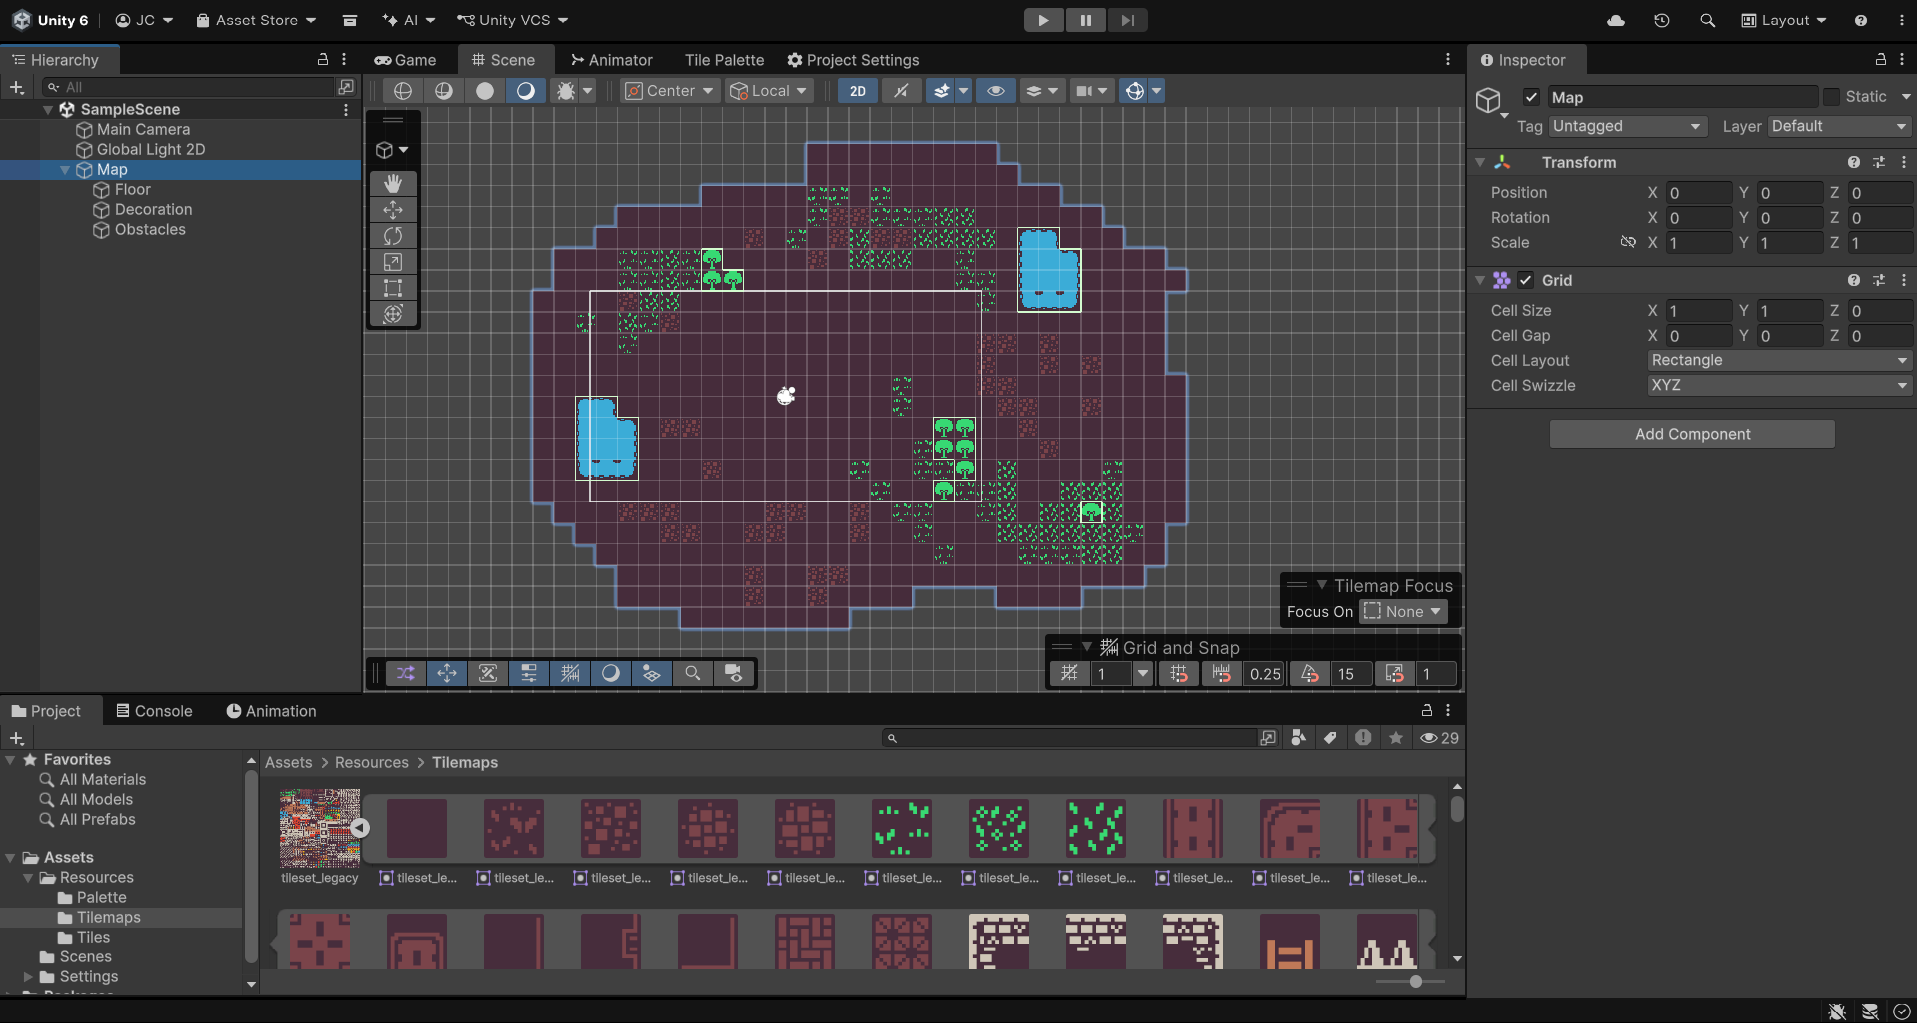 Unity 6 JC Asset Store AI Unity VCS Layout
Hierarchy
All
SampleScene
Main Camera
Global Light 2D
Map
Floor
Decoration
Obstacles
Game Scene Animator Tile Palette Project Settings
Center Local 2D
Tilemap Focus
Focus On None
Grid and Snap
1 0.25 15 1
Inspector
Map Static
Tag Untagged Layer Default
Transform
Position X 0 Y 0 Z 0
Rotation X 0 Y 0 Z 0
Scale X 1 Y 1 Z 1
Grid
Cell Size X 1 Y 1 Z 0
Cell Gap X 0 Y 0 Z 0
Cell Layout Rectangle
Cell Swizzle XYZ
Add Component
Project Console Animation
29
Favorites
All Materials
All Models
All Prefabs
Assets
Resources
Palette
Tilemaps
Tiles
Scenes
Settings
Assets > Resources > Tilemaps
tileset_legacy tileset_le... tileset_le... tileset_le... tileset_le... tileset_le... tileset_le... tileset_le... tileset_le... tileset_le... tileset_le... tileset_le...